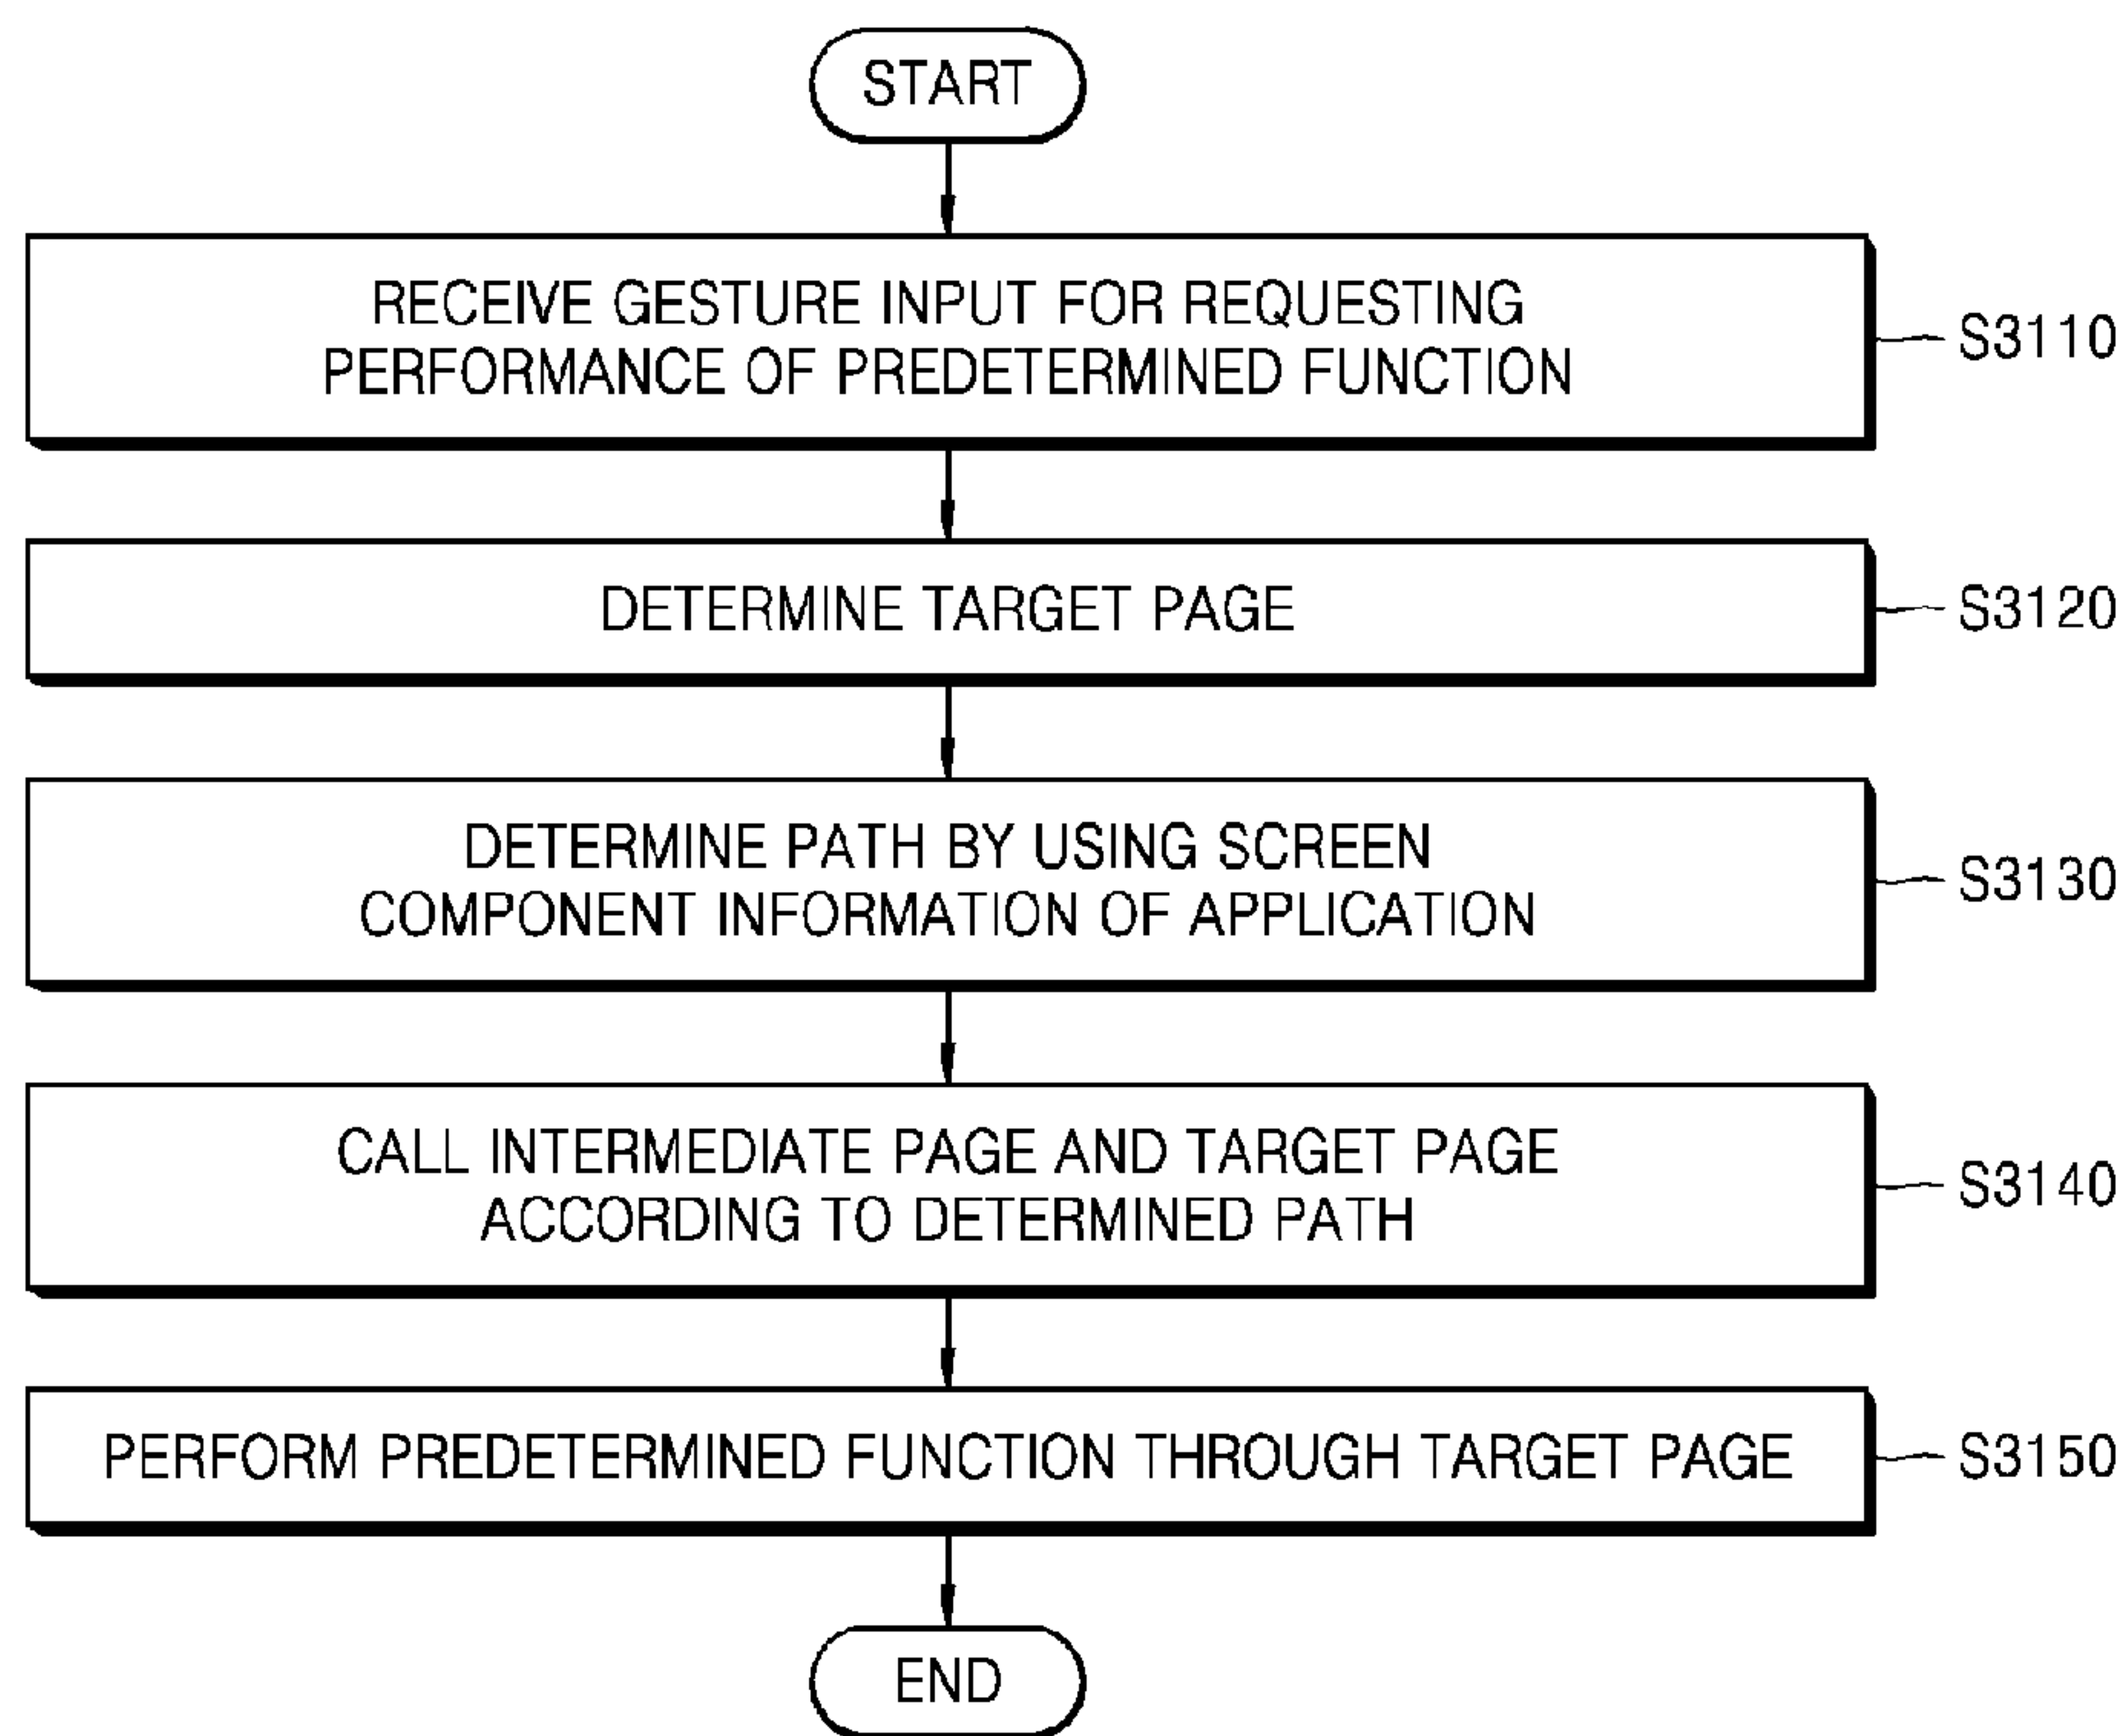 START
RECEIVE GESTURE INPUT FOR REQUESTING
PERFORMANCE OF PREDETERMINED FUNCTION
S3110
DETERMINE TARGET PAGE
S3120
DETERMINE PATH BY USING SCREEN
COMPONENT INFORMATION OF APPLICATION
S3130
CALL INTERMEDIATE PAGE AND TARGET PAGE
ACCORDING TO DETERMINED PATH
S3140
PERFORM PREDETERMINED FUNCTION THROUGH TARGET PAGE
S3150
END